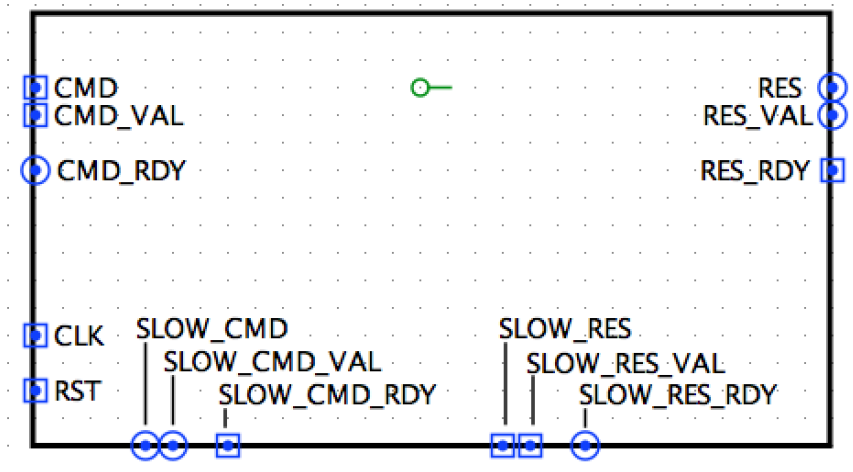 CMD
RES
CMD_VAL
RES_VAL
CMD_RDY
RES_RDY
CLK
SLOW_CMD
SLOW_RES
SLOW_CMD_VAL
SLOW_RES_VAL
RST
SLOW_CMD_RDY
SLOW_RES_RDY